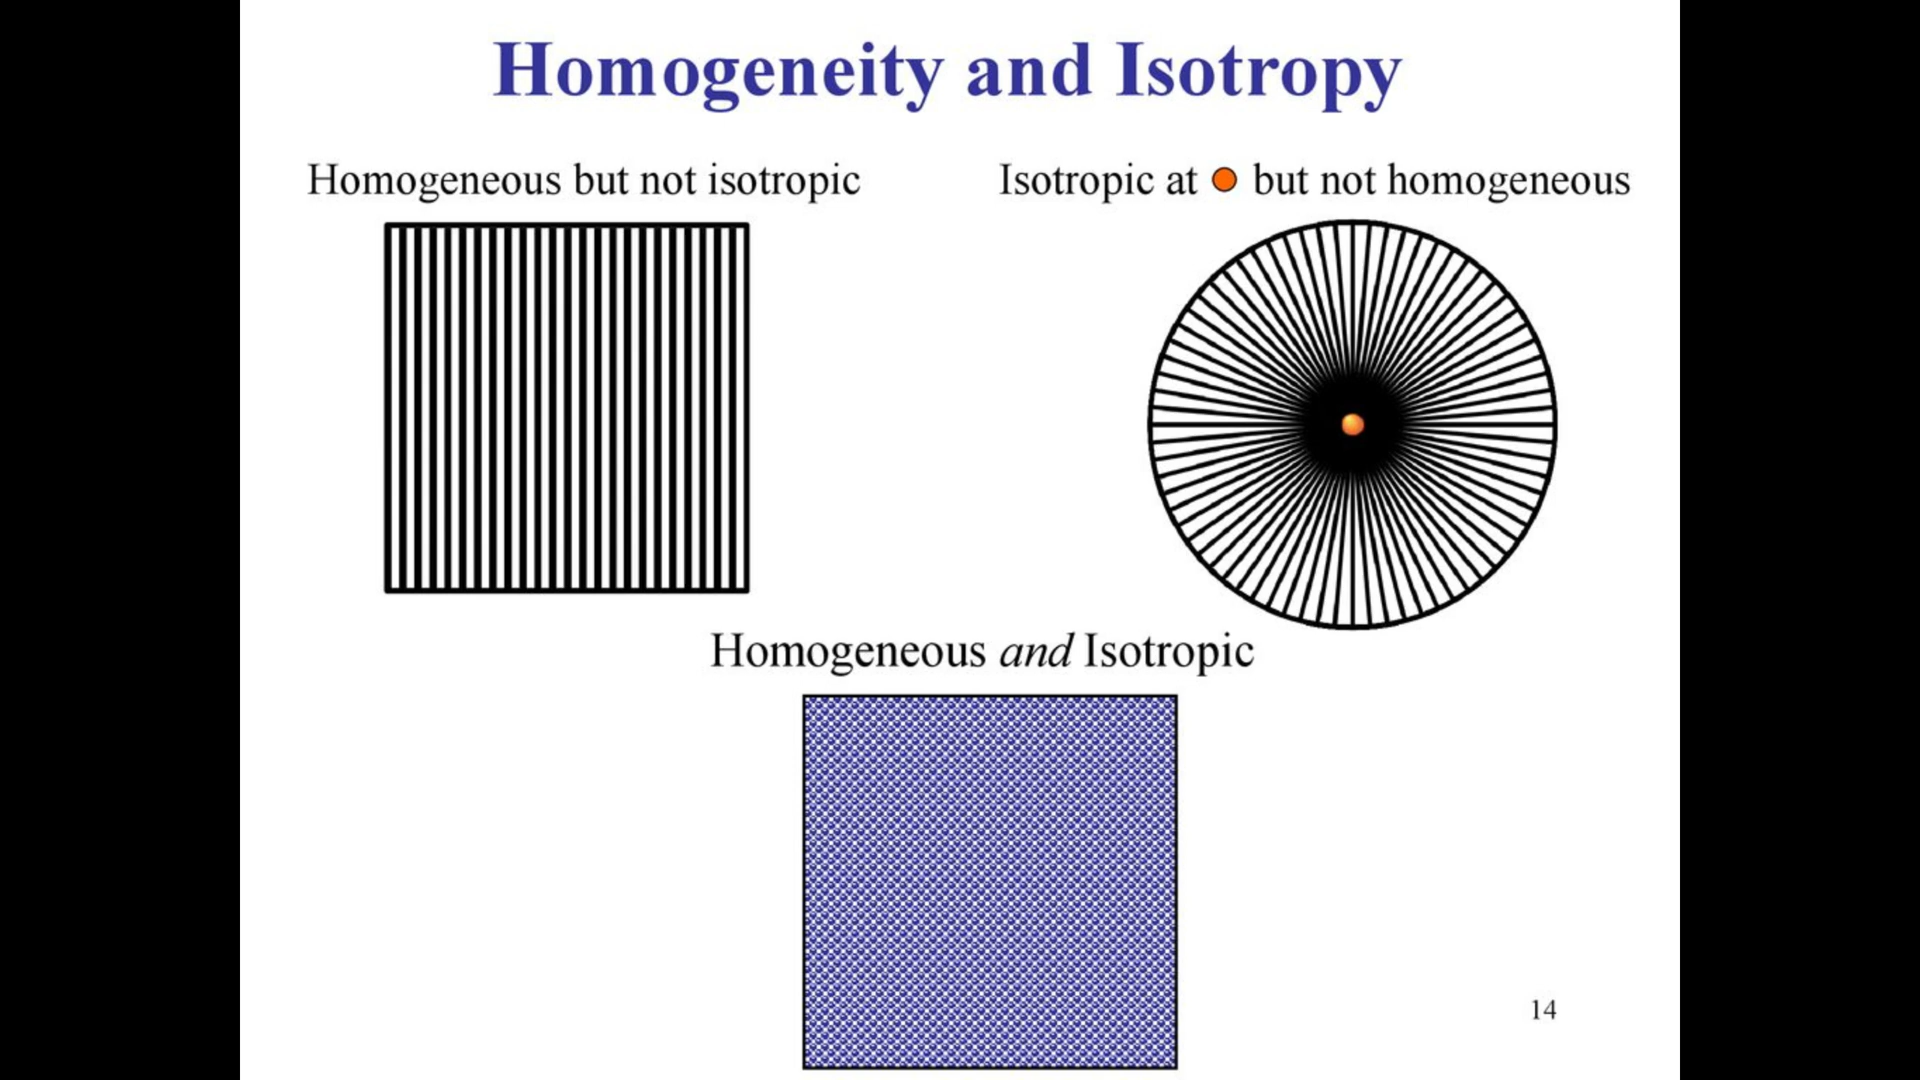 Homogeneity and Isotropy
Homogeneous but not isotropic
Isotropic at but not homogeneous
Homogeneous and Isotropic
14